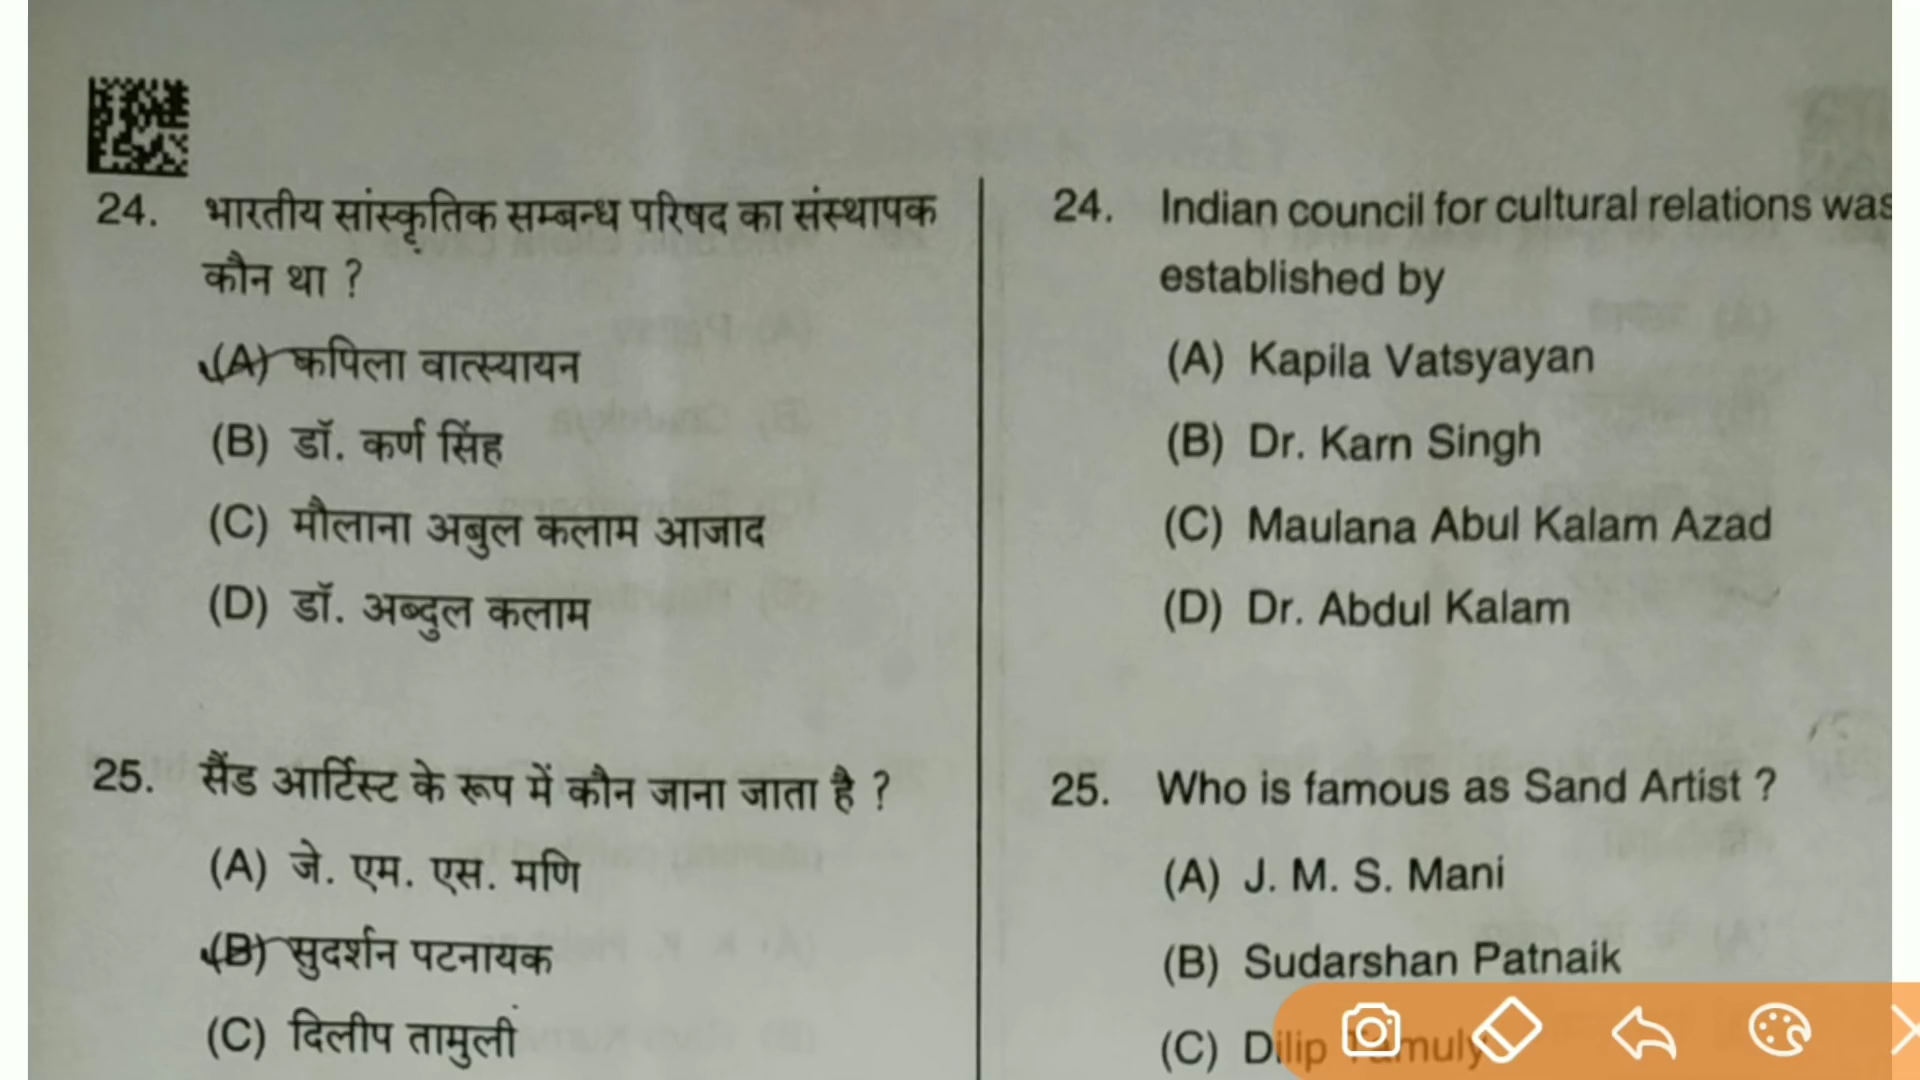 24. भारतीय सांस्कृतिक सम्बन्ध परिषद का संस्थापक
कौन था ?
(A) कपिला वात्स्यायन
(B) डॉ. कर्ण सिंह
(C) मौलाना अबुल कलाम आजाद
(D) डॉ. अब्दुल कलाम
25. सैंड आर्टिस्ट के रूप में कौन जाना जाता है ?
(A) जे. एम. एस. मणि
(B) सुदर्शन पटनायक
(C) दिलीप तामुली
24. Indian council for cultural relations was
established by
(A) Kapila Vatsyayan
(B) Dr. Karn Singh
(C) Maulana Abul Kalam Azad
(D) Dr. Abdul Kalam
25. Who is famous as Sand Artist ?
(A) J. M. S. Mani
(B) Sudarshan Patnaik
(C) Dilip Tamuly